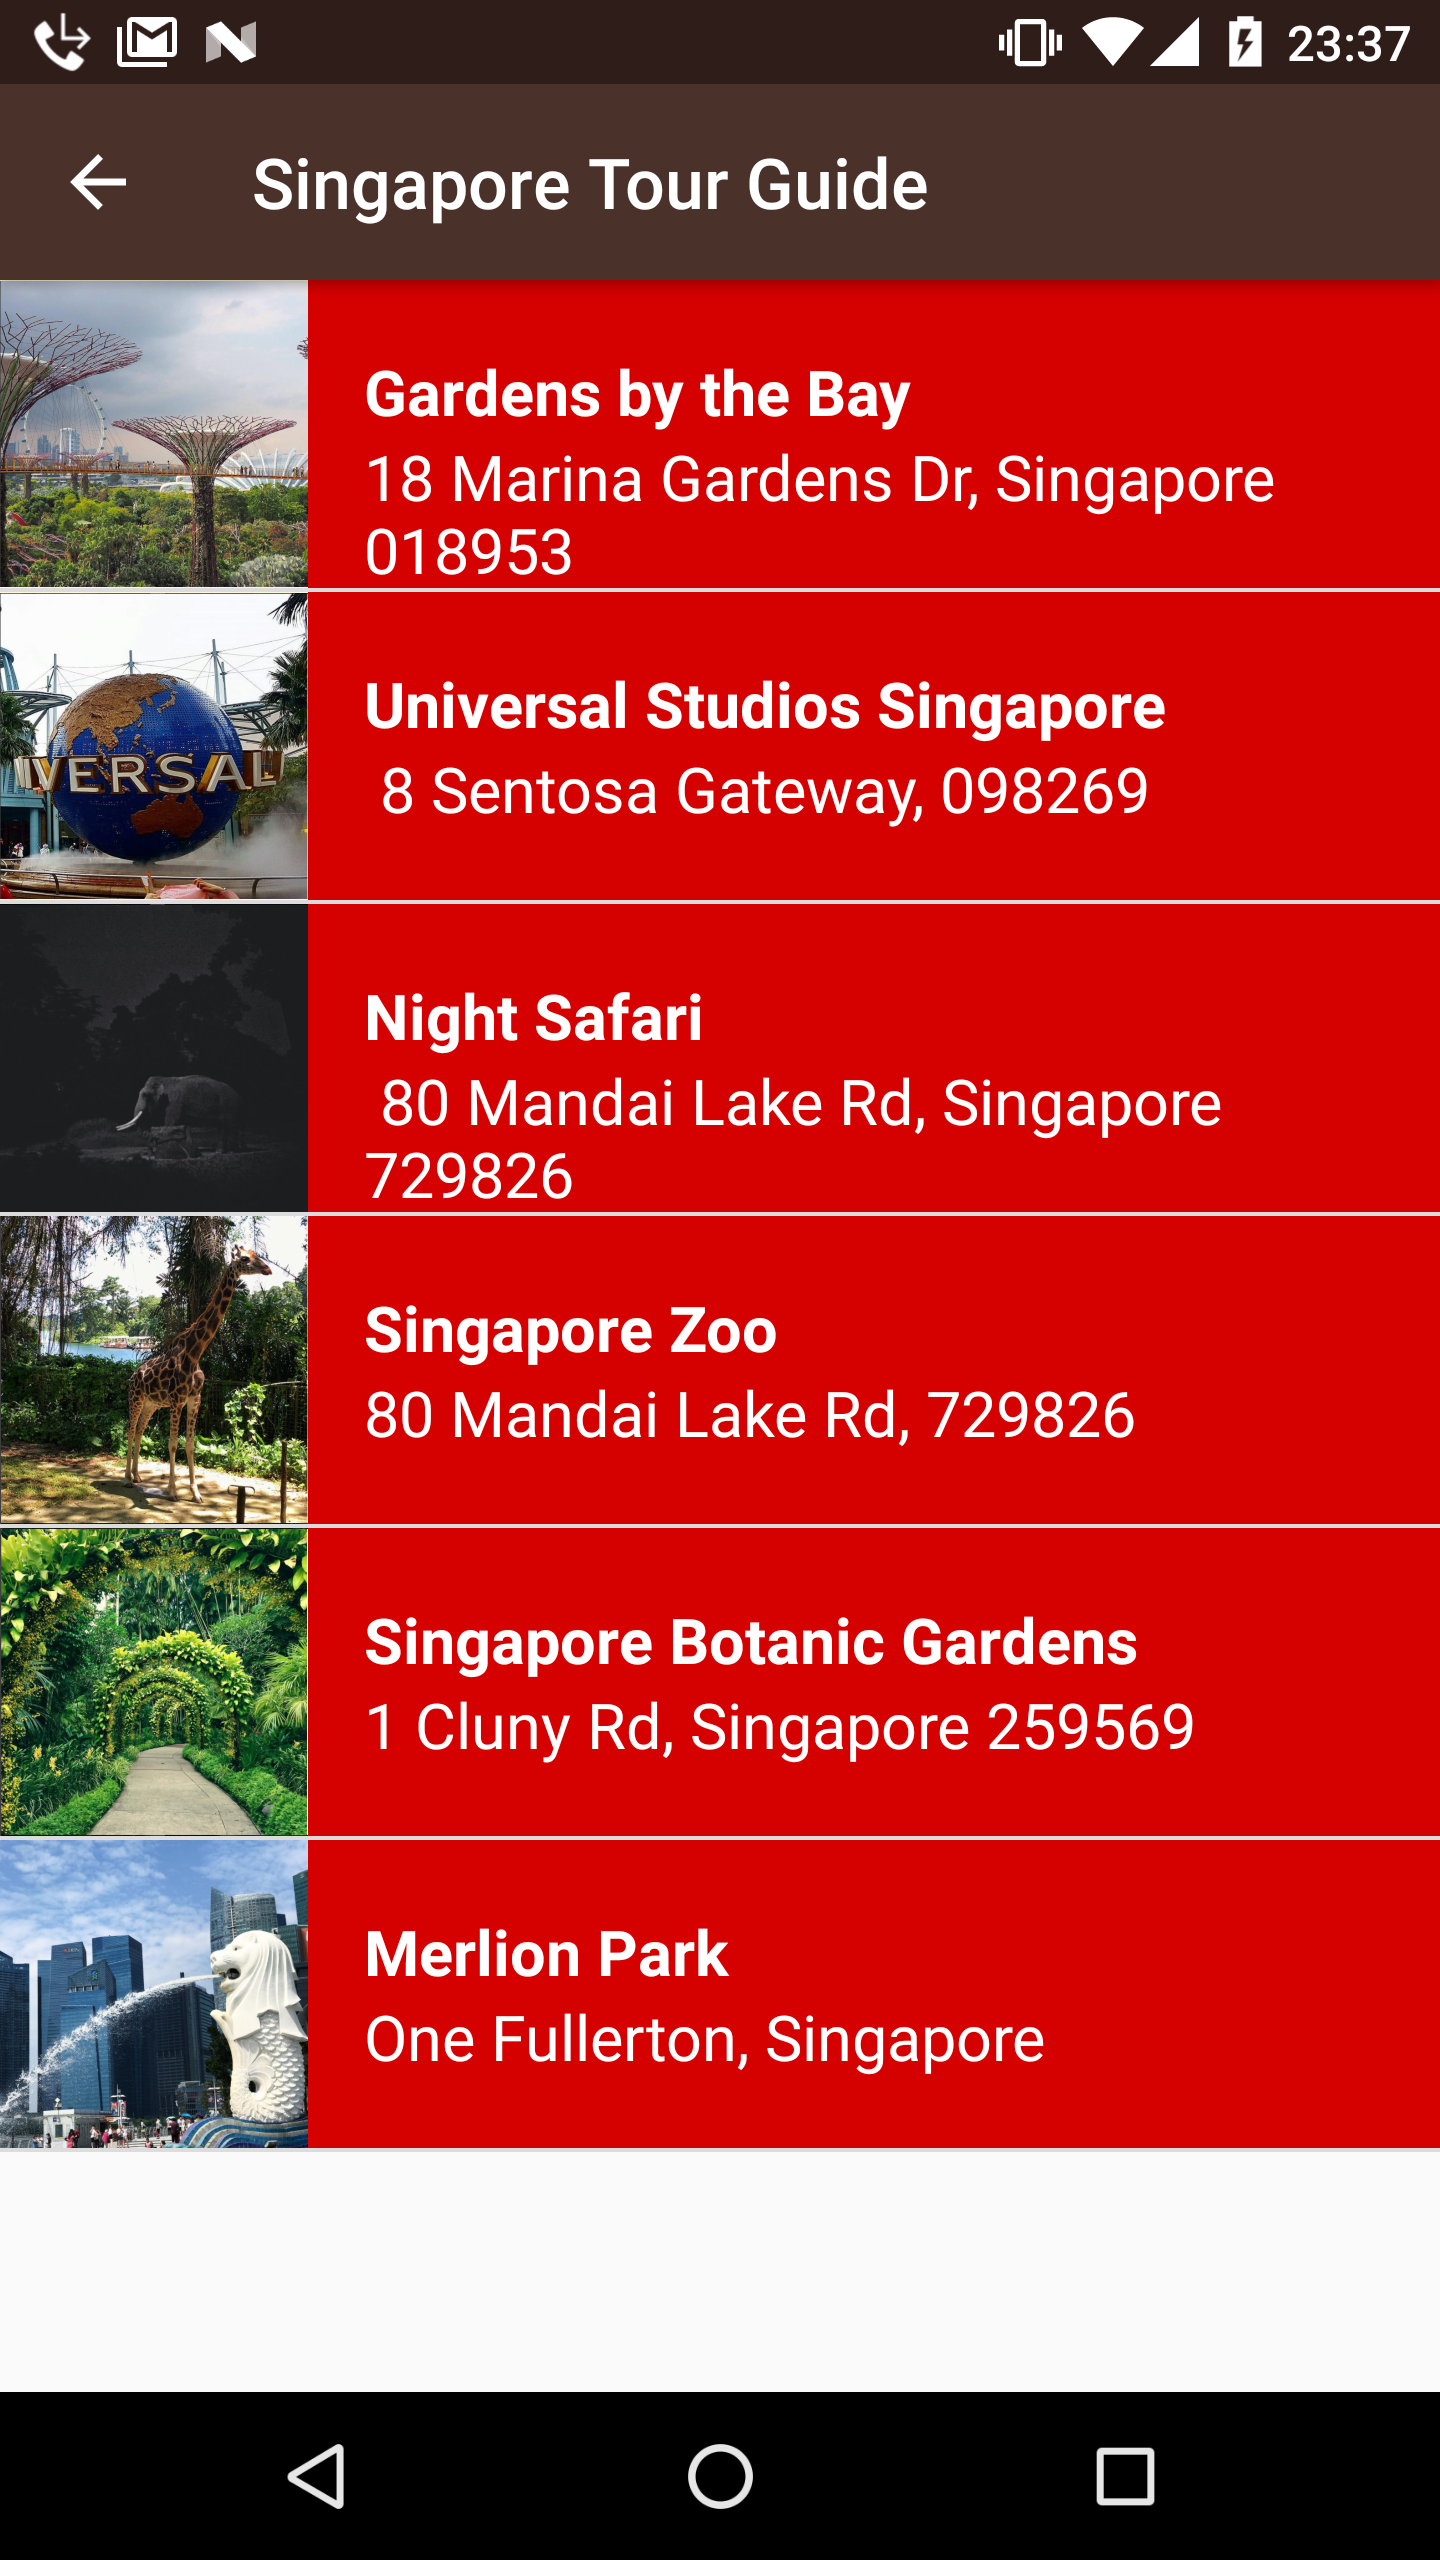 23:37
Singapore Tour Guide
Gardens by the Bay
18 Marina Gardens Dr, Singapore
018953
IVERSAL
Universal Studios Singapore
8 Sentosa Gateway, 098269
Night Safari
80 Mandai Lake Rd, Singapore
729826
Singapore Zoo
80 Mandai Lake Rd, 729826
Singapore Botanic Gardens
1 Cluny Rd, Singapore 259569
Merlion Park
One Fullerton, Singapore